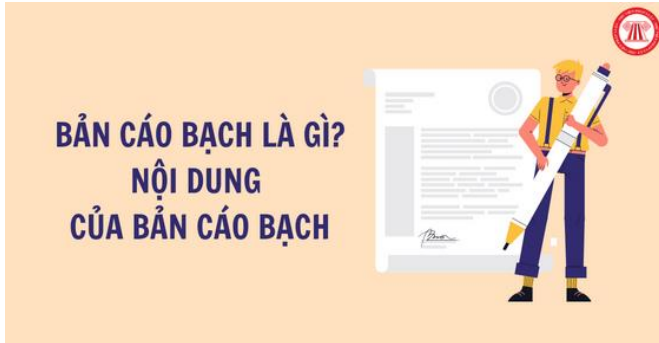 BẢN CÁO BẠCH LÀ GÌ?
NỘI DUNG
CỦA BẢN CÁO BẠCH